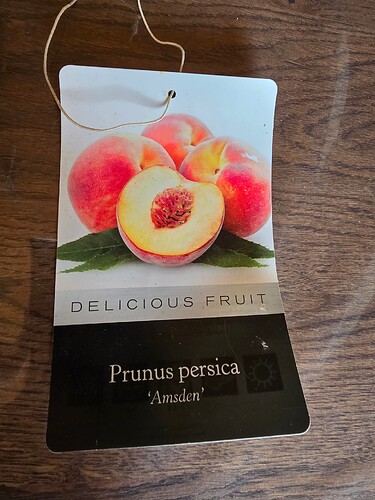 DELICIOUS FRUIT
Prunus persica
‘Amsden’